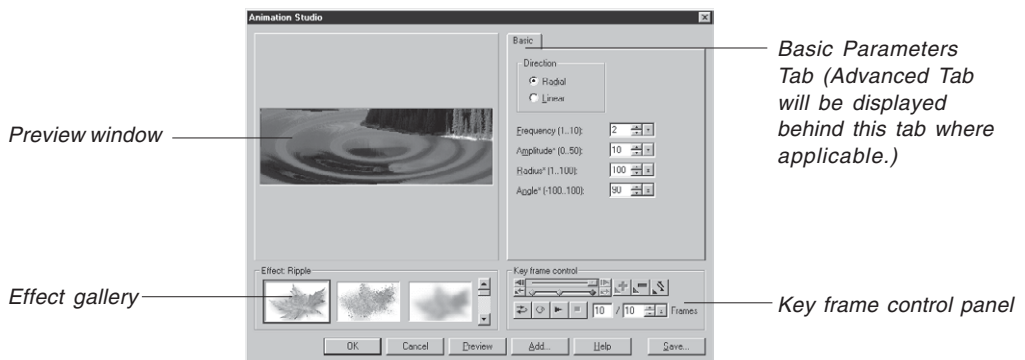 Animation Studio
Basic
Direction
Radial
Linear
Frequency (1..10): 2
Amplitude* (0..50): 10
Radius* (1..100): 100
Angle* (-100..100): 90
Preview window
Basic Parameters
Tab (Advanced Tab
will be displayed
behind this tab where
applicable.)
Effect: Ripple
Effect gallery
Key frame control
10 / 10 Frames
Key frame control panel
OK Cancel Preview Add... Help Save...